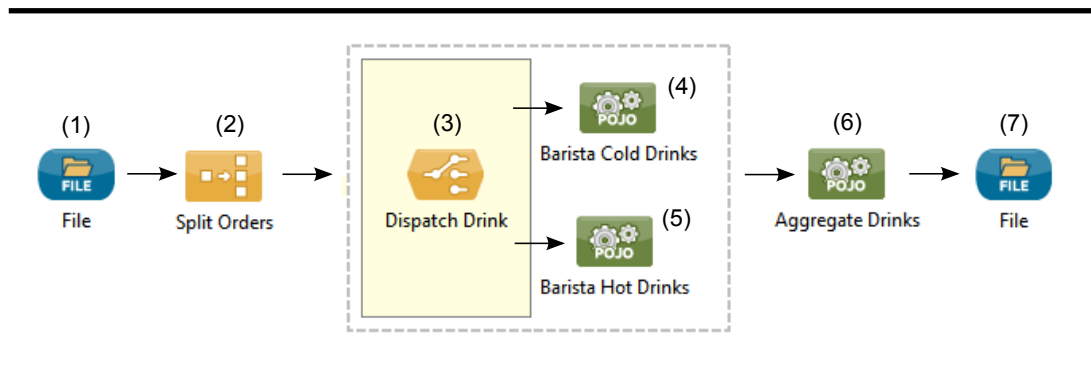 (1)
FILE
File
(2)
Split Orders
(3)
Dispatch Drink
(4)
POJO
Barista Cold Drinks
(5)
POJO
Barista Hot Drinks
(6)
POJO
Aggregate Drinks
(7)
FILE
File